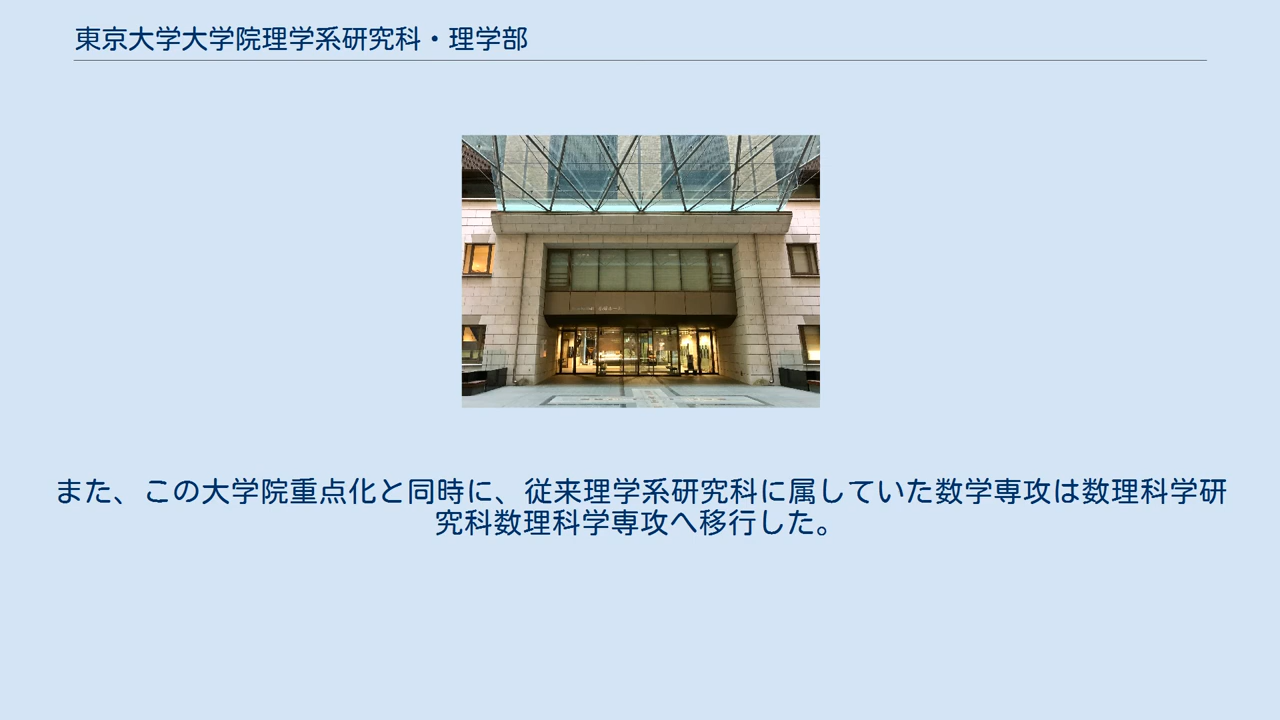 東京大学大学院理学系研究科・理学部
また、この大学院重点化と同時に、従来理学系研究科に属していた数学専攻は数理科学研
究科数理科学専攻へ移行した。